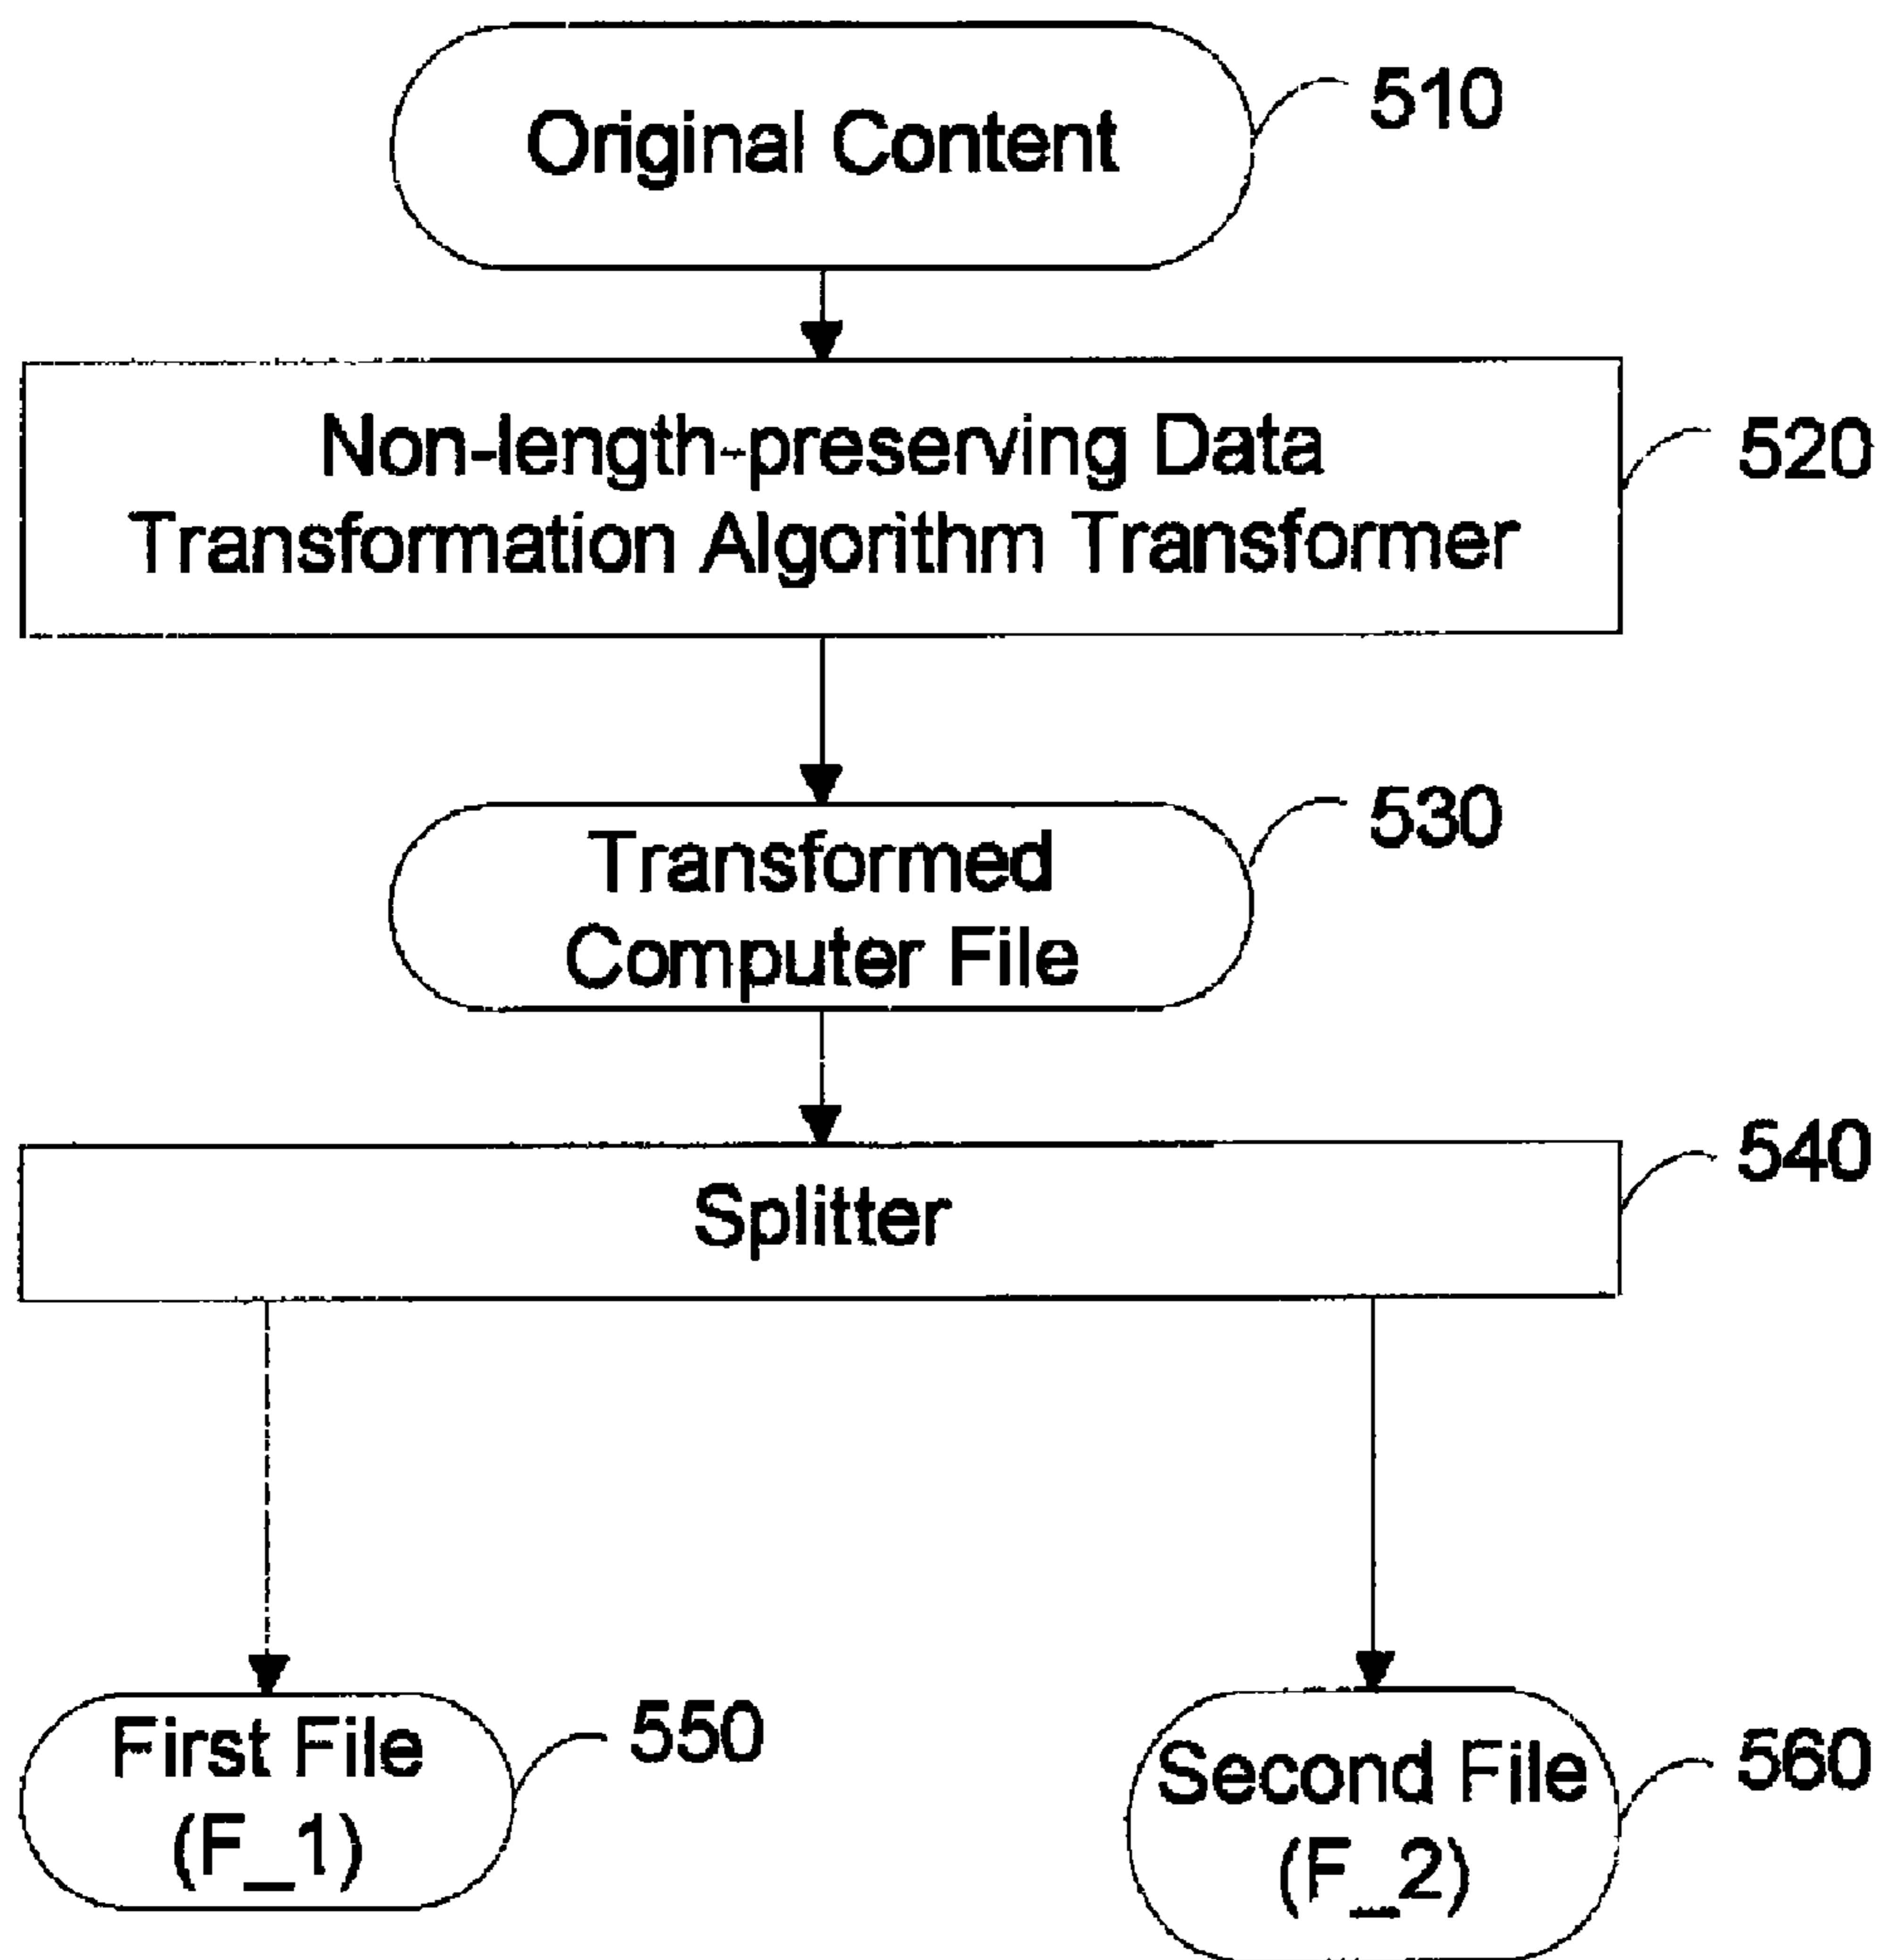 Original Content
510
Non-length-preserving Data
Transformation Algorithm Transformer
520
Transformed
Computer File
530
Splitter
540
First File
(F_1)
550
Second File
(F_2)
560